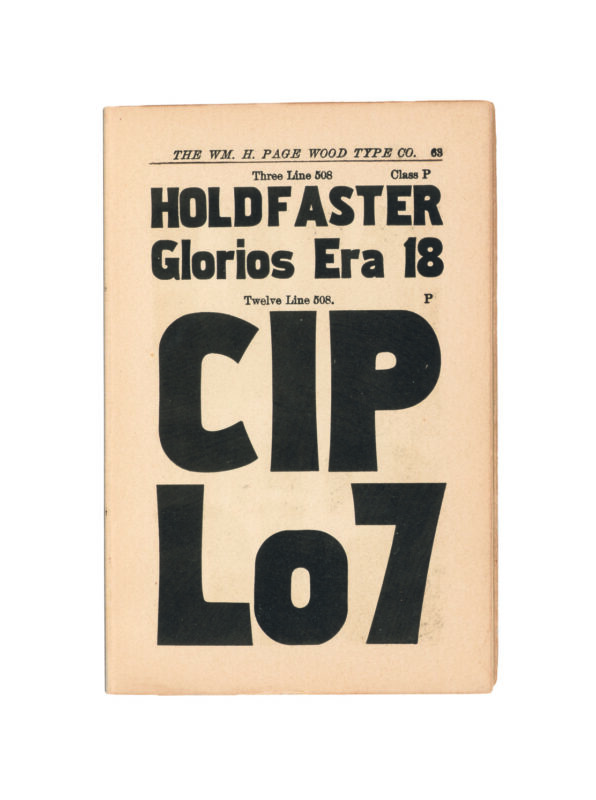 THE WM. H. PAGE WOOD TYPE CO. 63
Three Line 508 Class P
HOLDFASTER
Glorios Era 18
Twelve Line 508. P
CIP
Lo7